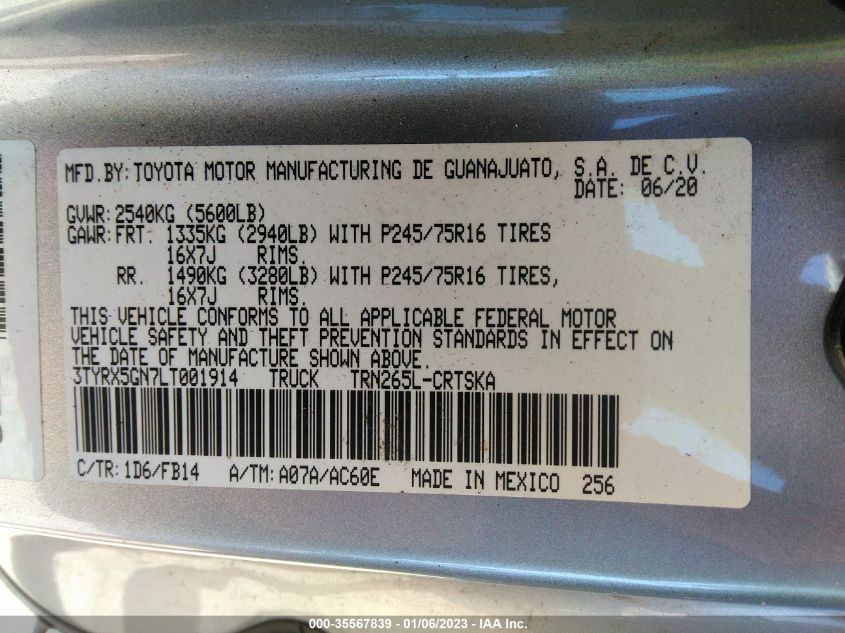 MFD.BY: TOYOTA MOTOR MANUFACTURING DE GUANAJUATO, S.A. DE C.V.
DATE: 06/20
GVWR: 2540KG (5600LB)
GAWR: FRT. 1335KG (2940LB) WITH P245/75R16 TIRES
16X7J RIMS.
RR. 1490KG (3280LB) WITH P245/75R16 TIRES,
16X7J RIMS.
THIS VEHICLE CONFORMS TO ALL APPLICABLE FEDERAL MOTOR
VEHICLE SAFETY AND THEFT PREVENTION STANDARDS IN EFFECT ON
THE DATE OF MANUFACTURE SHOWN ABOVE.
3TYRX5GN7LT001914 TRUCK TRN265L-CRTSKA
C/TR: 1D6/FB14 A/TM: A07A/AC60E MADE IN MEXICO 256
000-35567839 - 01/06/2023 - IAA Inc.